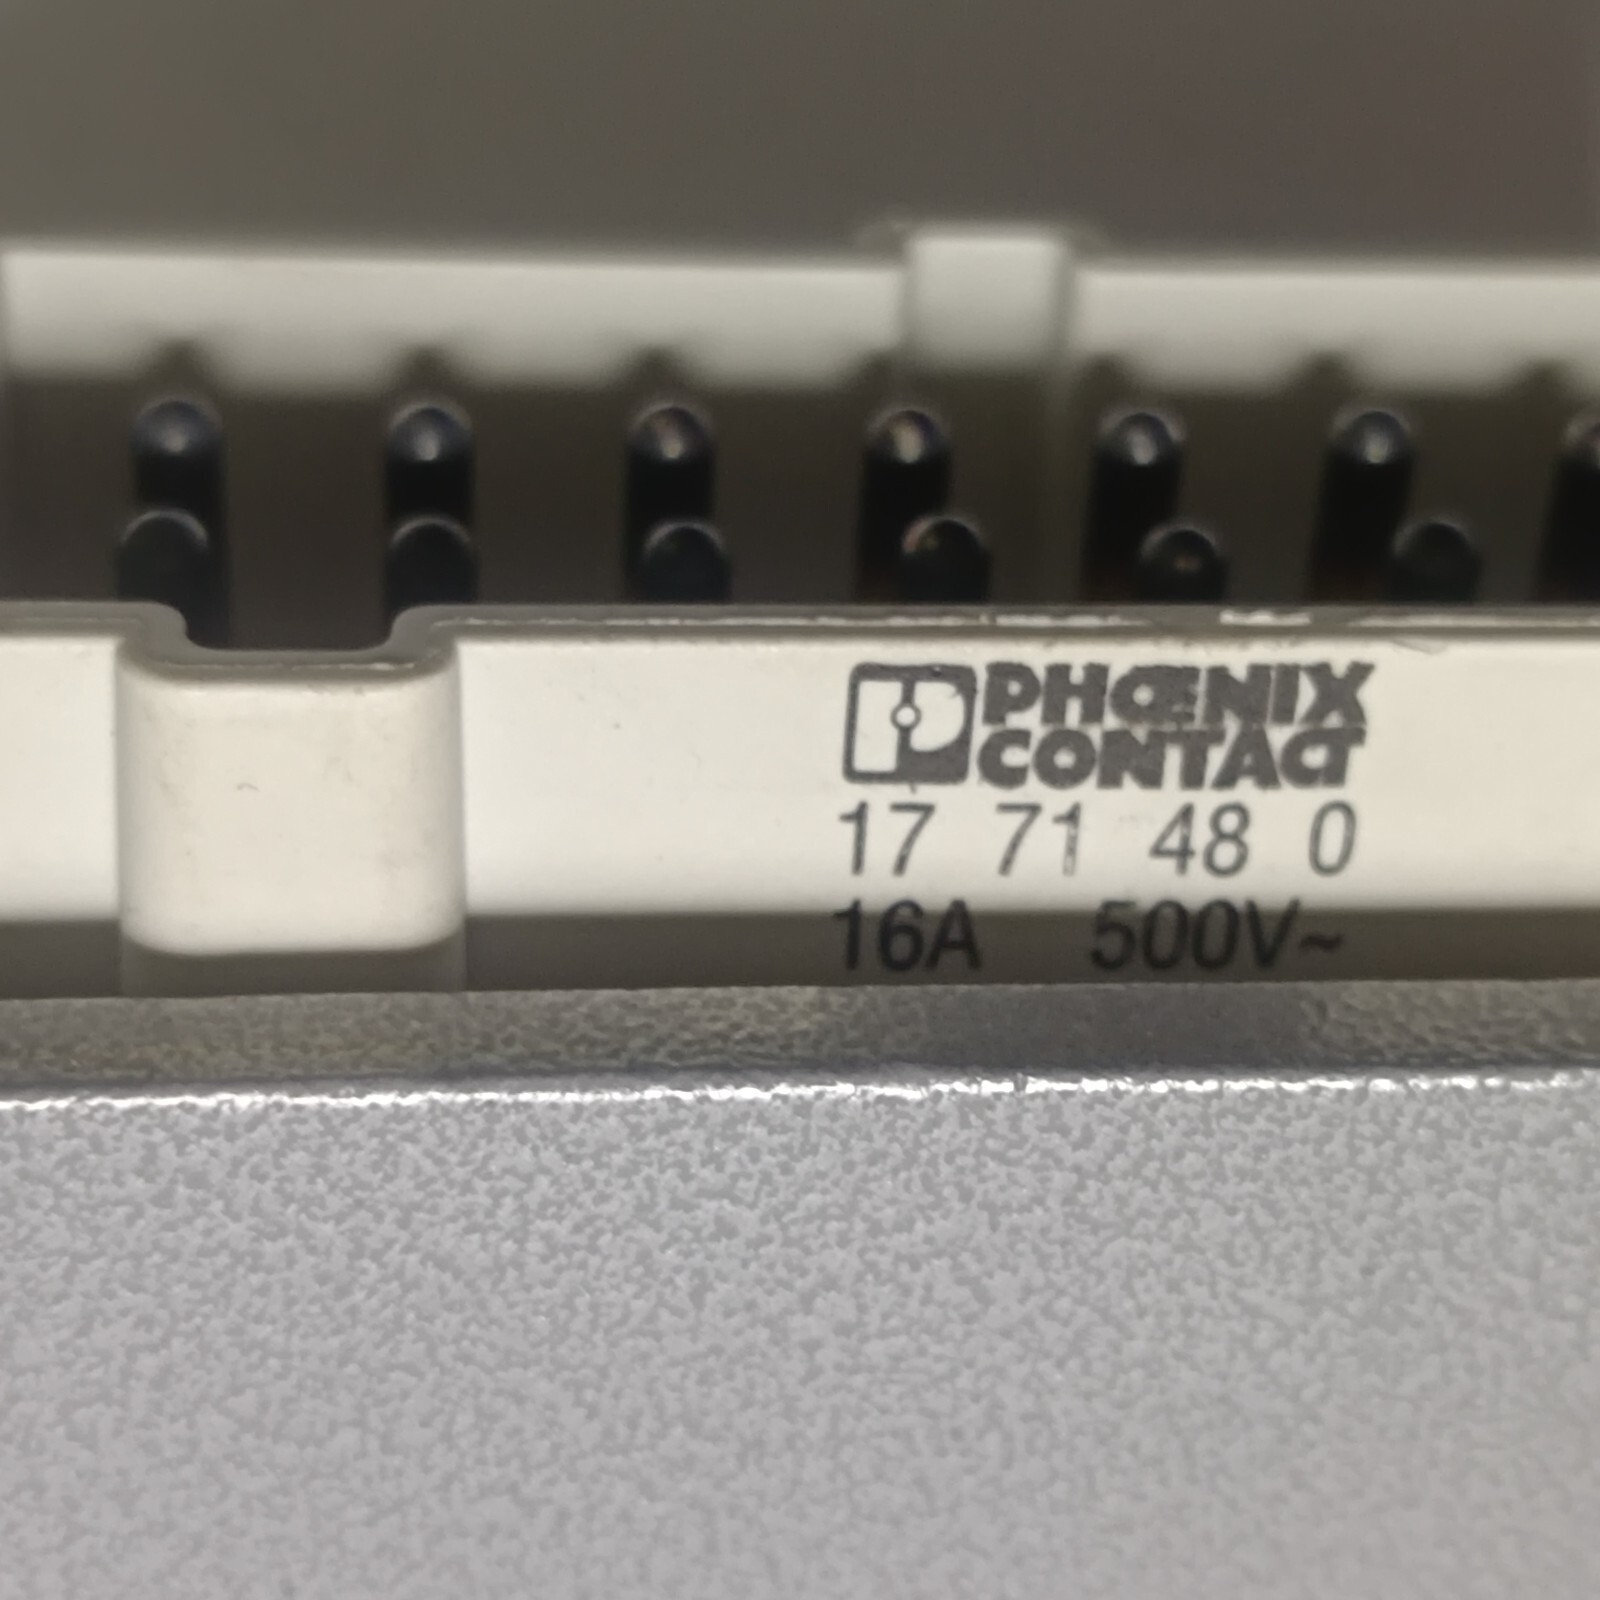 PHŒNIX
CONTACT
17 71 48 0
16A 500V~